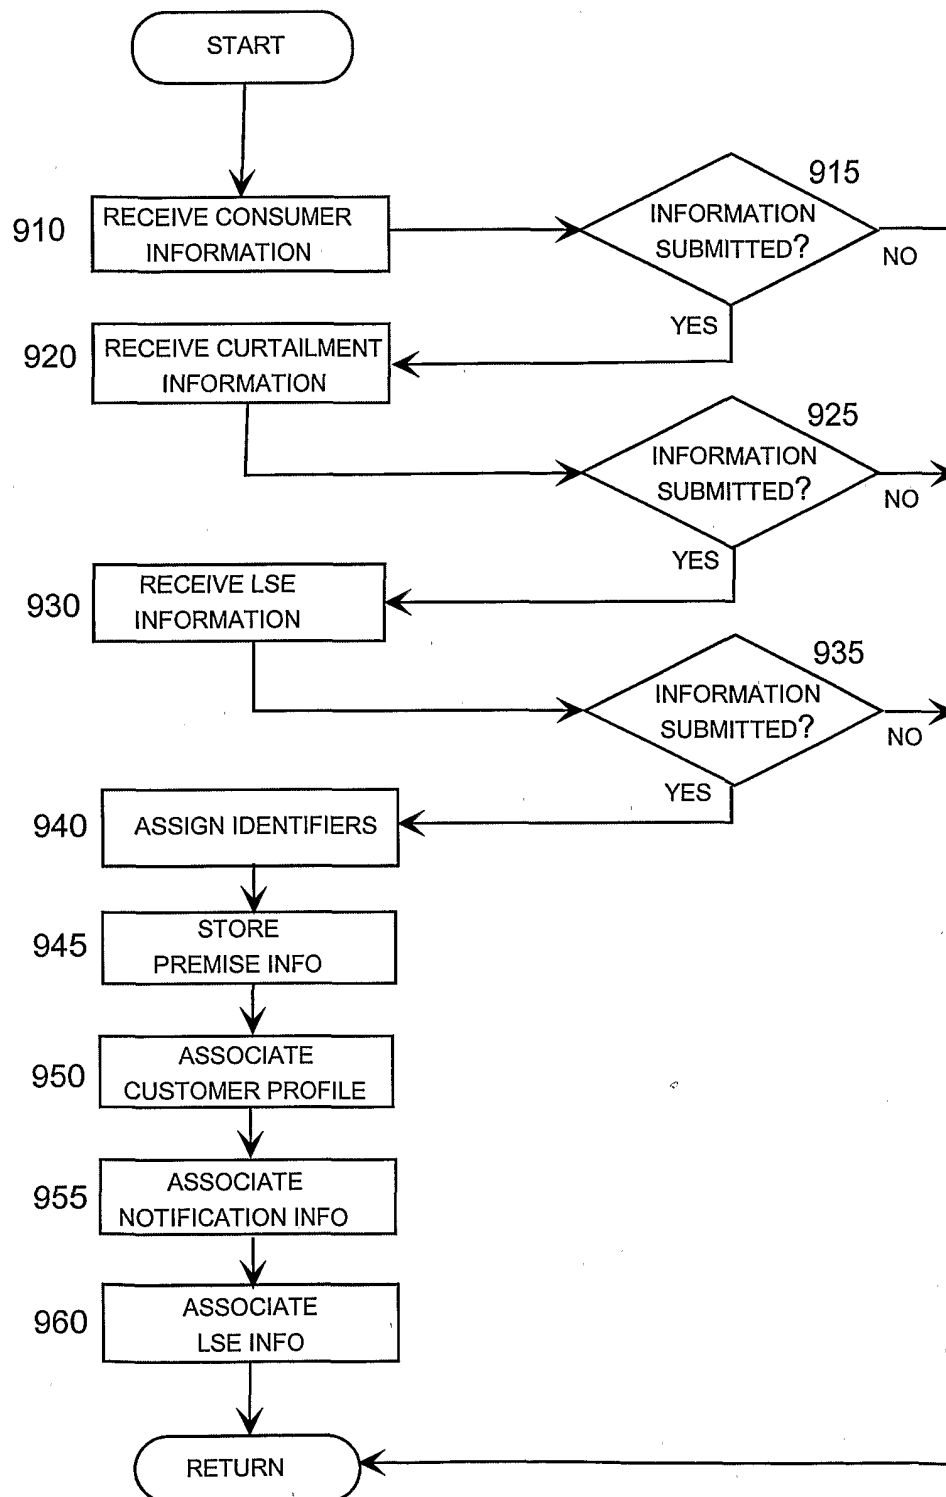 START
915
910
RECEIVE CONSUMER
INFORMATION
INFORMATION
SUBMITTED?
NO
YES
920
RECEIVE CURTAILMENT
INFORMATION
925
INFORMATION
SUBMITTED?
NO
YES
930
RECEIVE LSE
INFORMATION
935
INFORMATION
SUBMITTED?
NO
YES
940
ASSIGN IDENTIFIERS
945
STORE
PREMISE INFO
950
ASSOCIATE
CUSTOMER PROFILE
955
ASSOCIATE
NOTIFICATION INFO
960
ASSOCIATE
LSE INFO
RETURN